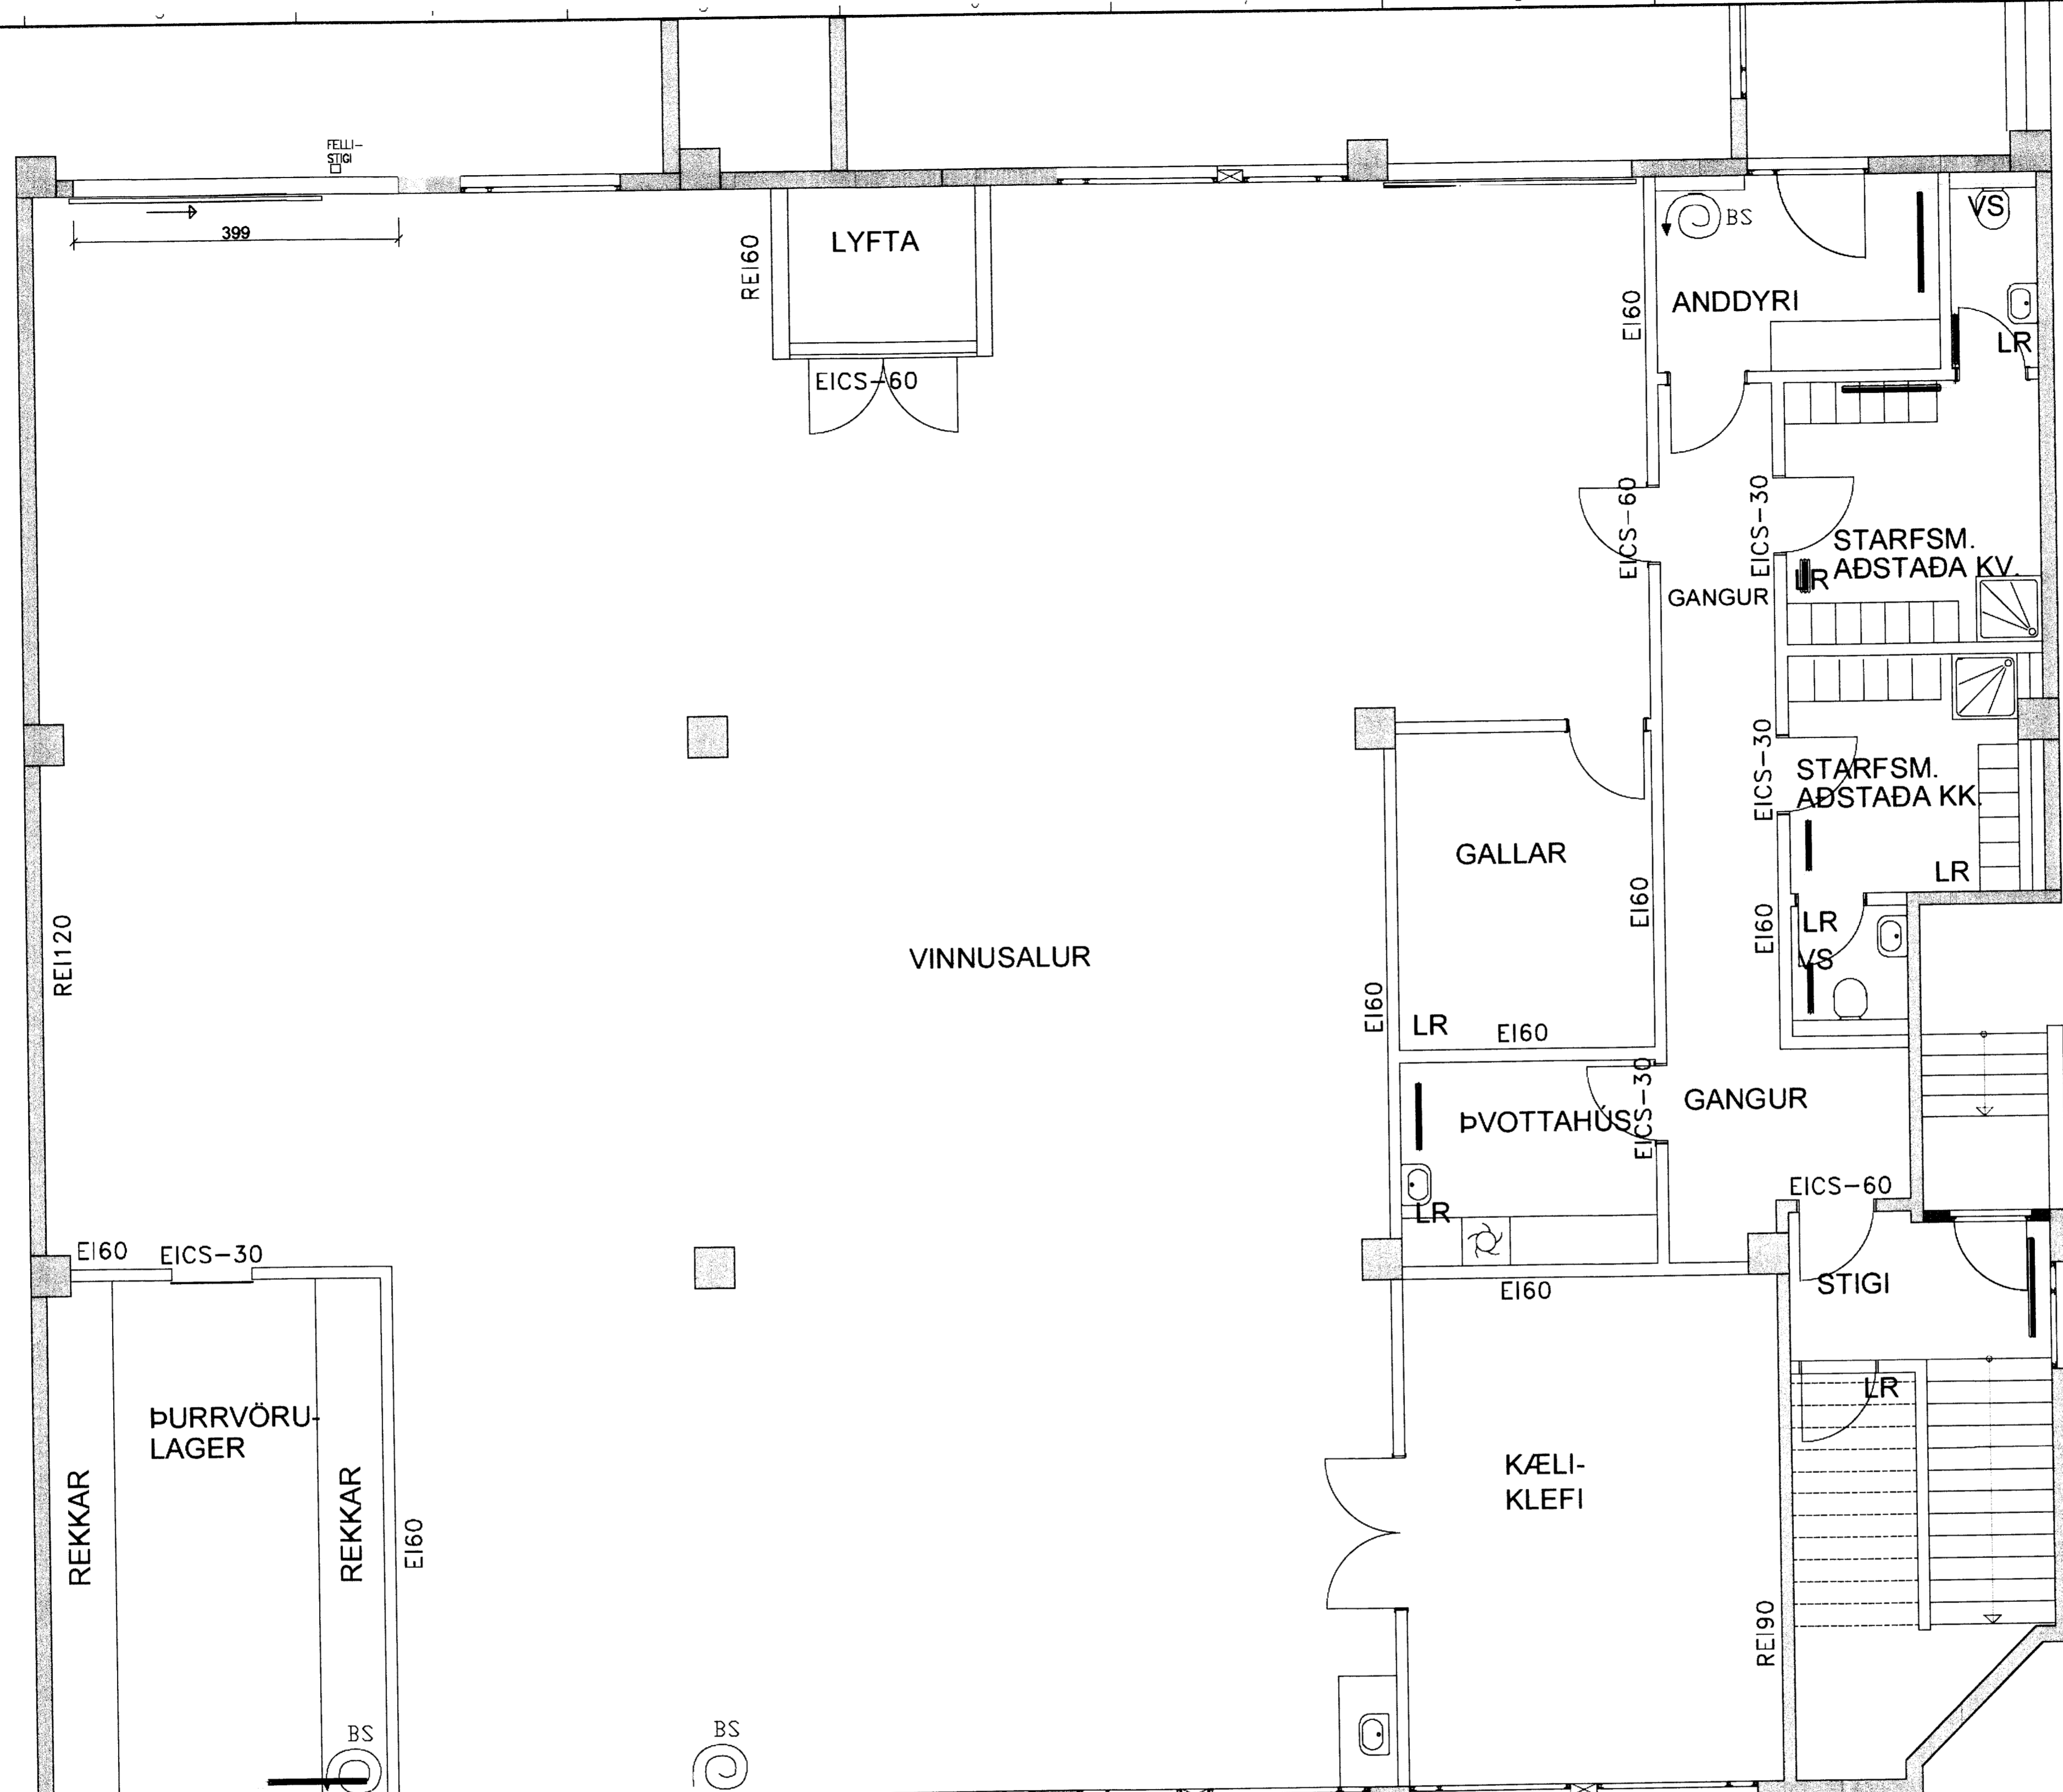 FELLI-
STIGI
399
REI60
LYFTA
EICS-60
EI60
BS
VS
ANDDYRI
LR
EICS-60
EICS-30
STARFSM.
AÐSTAÐA KV.
LR
GANGUR
EICS-30
STARFSM.
AÐSTAÐA KK.
LR
GALLAR
EI60
EI60
LR
VS
REI120
VINNUSALUR
EI60
LR
EI60
EICS-30
GANGUR
ÞVOTTAHÚS
LR
EICS-60
EI60
EICS-30
EI60
STIGI
LR
ÞURRVÖRU-
LAGER
REKKAR
REKKAR
EI60
KÆLI-
KLEFI
REI90
BS
BS